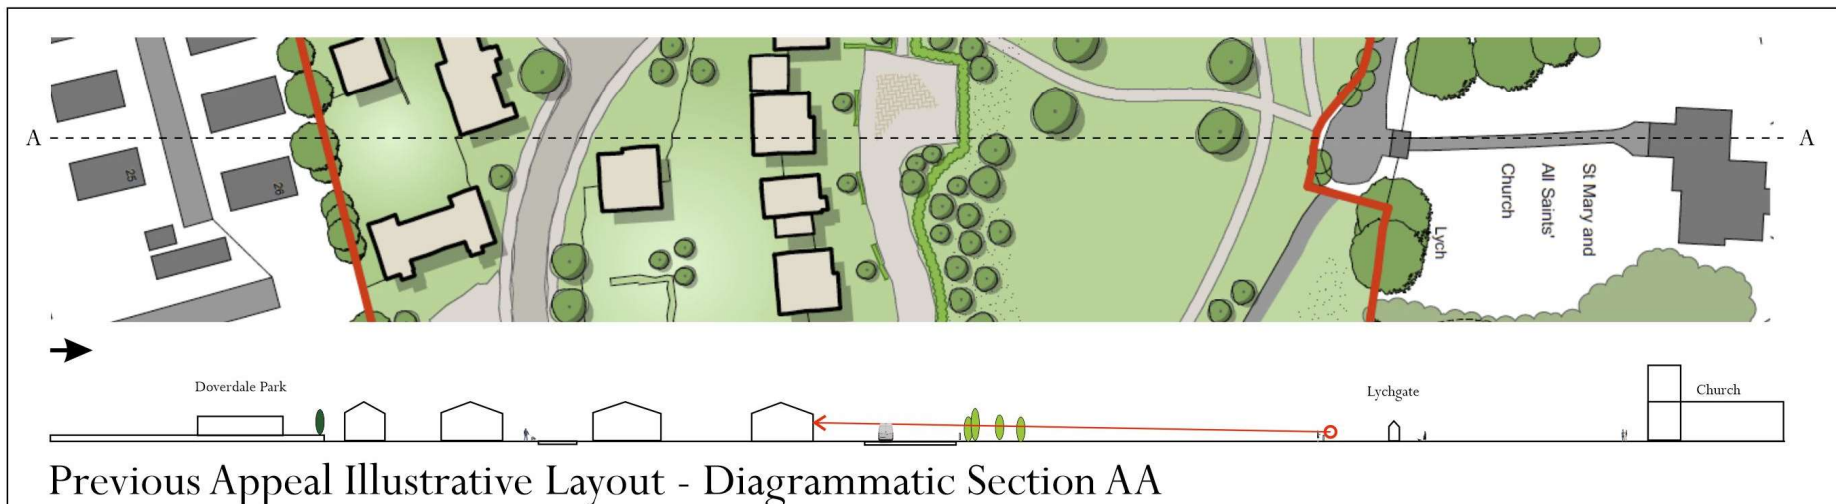 A
A
25
26
St Mary and
All Saints'
Church
Lych
Doverdale Park
Lychgate
Church
Previous Appeal Illustrative Layout - Diagrammatic Section AA